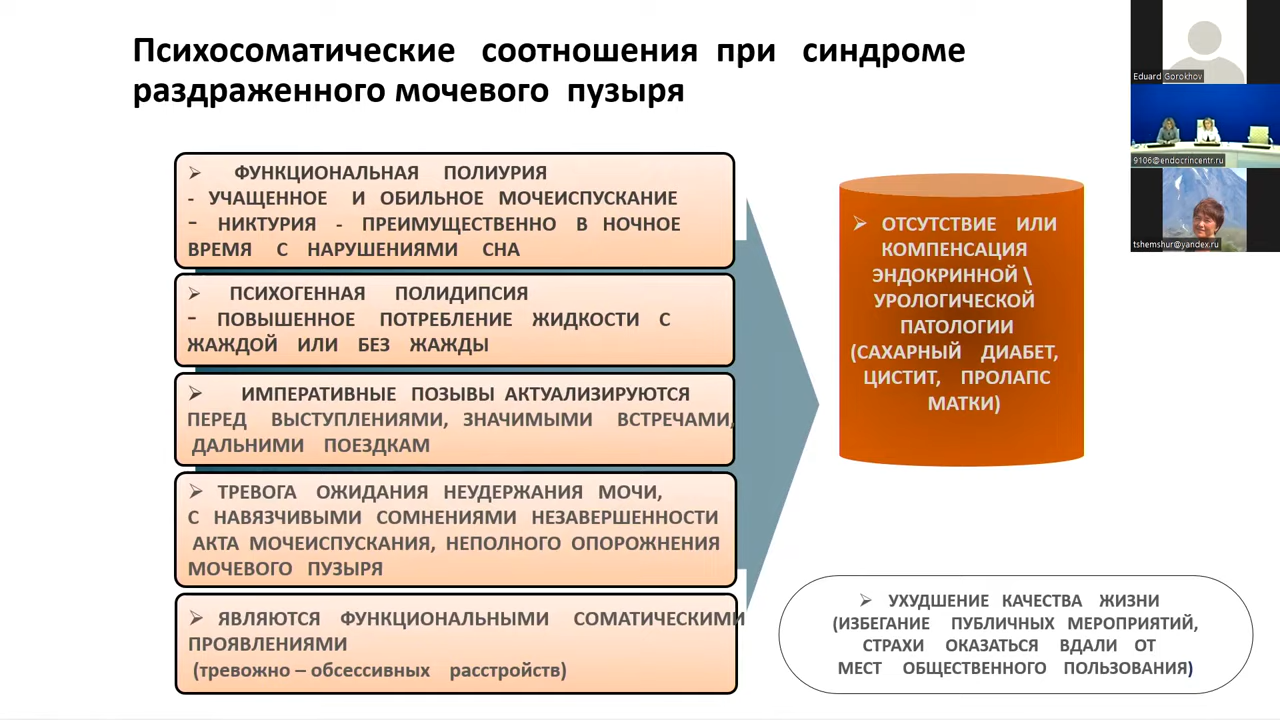 Психосоматические соотношения при синдроме
раздраженного мочевого пузыря
➢ ФУНКЦИОНАЛЬНАЯ ПОЛИУРИЯ
- УЧАЩЕННОЕ И ОБИЛЬНОЕ МОЧЕИСПУСКАНИЕ
− НИКТУРИЯ - ПРЕИМУЩЕСТВЕННО В НОЧНОЕ
ВРЕМЯ С НАРУШЕНИЯМИ СНА
➢ ПСИХОГЕННАЯ ПОЛИДИПСИЯ
− ПОВЫШЕННОЕ ПОТРЕБЛЕНИЕ ЖИДКОСТИ С
ЖАЖДОЙ ИЛИ БЕЗ ЖАЖДЫ
➢ ИМПЕРАТИВНЫЕ ПОЗЫВЫ АКТУАЛИЗИРУЮТСЯ
ПЕРЕД ВЫСТУПЛЕНИЯМИ, ЗНАЧИМЫМИ ВСТРЕЧАМИ,
ДАЛЬНИМИ ПОЕЗДКАМ
➢ ТРЕВОГА ОЖИДАНИЯ НЕУДЕРЖАНИЯ МОЧИ,
С НАВЯЗЧИВЫМИ СОМНЕНИЯМИ НЕЗАВЕРШЕННОСТИ
АКТА МОЧЕИСПУСКАНИЯ, НЕПОЛНОГО ОПОРОЖНЕНИЯ
МОЧЕВОГО ПУЗЫРЯ
➢ ЯВЛЯЮТСЯ ФУНКЦИОНАЛЬНЫМИ СОМАТИЧЕСКИМИ
ПРОЯВЛЕНИЯМИ
(тревожно – обсессивных расстройств)
➢ ОТСУТСТВИЕ ИЛИ
КОМПЕНСАЦИЯ
ЭНДОКРИННОЙ \
УРОЛОГИЧЕСКОЙ
ПАТОЛОГИИ
(САХАРНЫЙ ДИАБЕТ,
ЦИСТИТ, ПРОЛАПС
МАТКИ)
➢ УХУДШЕНИЕ КАЧЕСТВА ЖИЗНИ
(ИЗБЕГАНИЕ ПУБЛИЧНЫХ МЕРОПРИЯТИЙ,
СТРАХИ ОКАЗАТЬСЯ ВДАЛИ ОТ
МЕСТ ОБЩЕСТВЕННОГО ПОЛЬЗОВАНИЯ)
Eduard Gorokhov
9106@endocrincentr.ru
tshemshur@yandex.ru